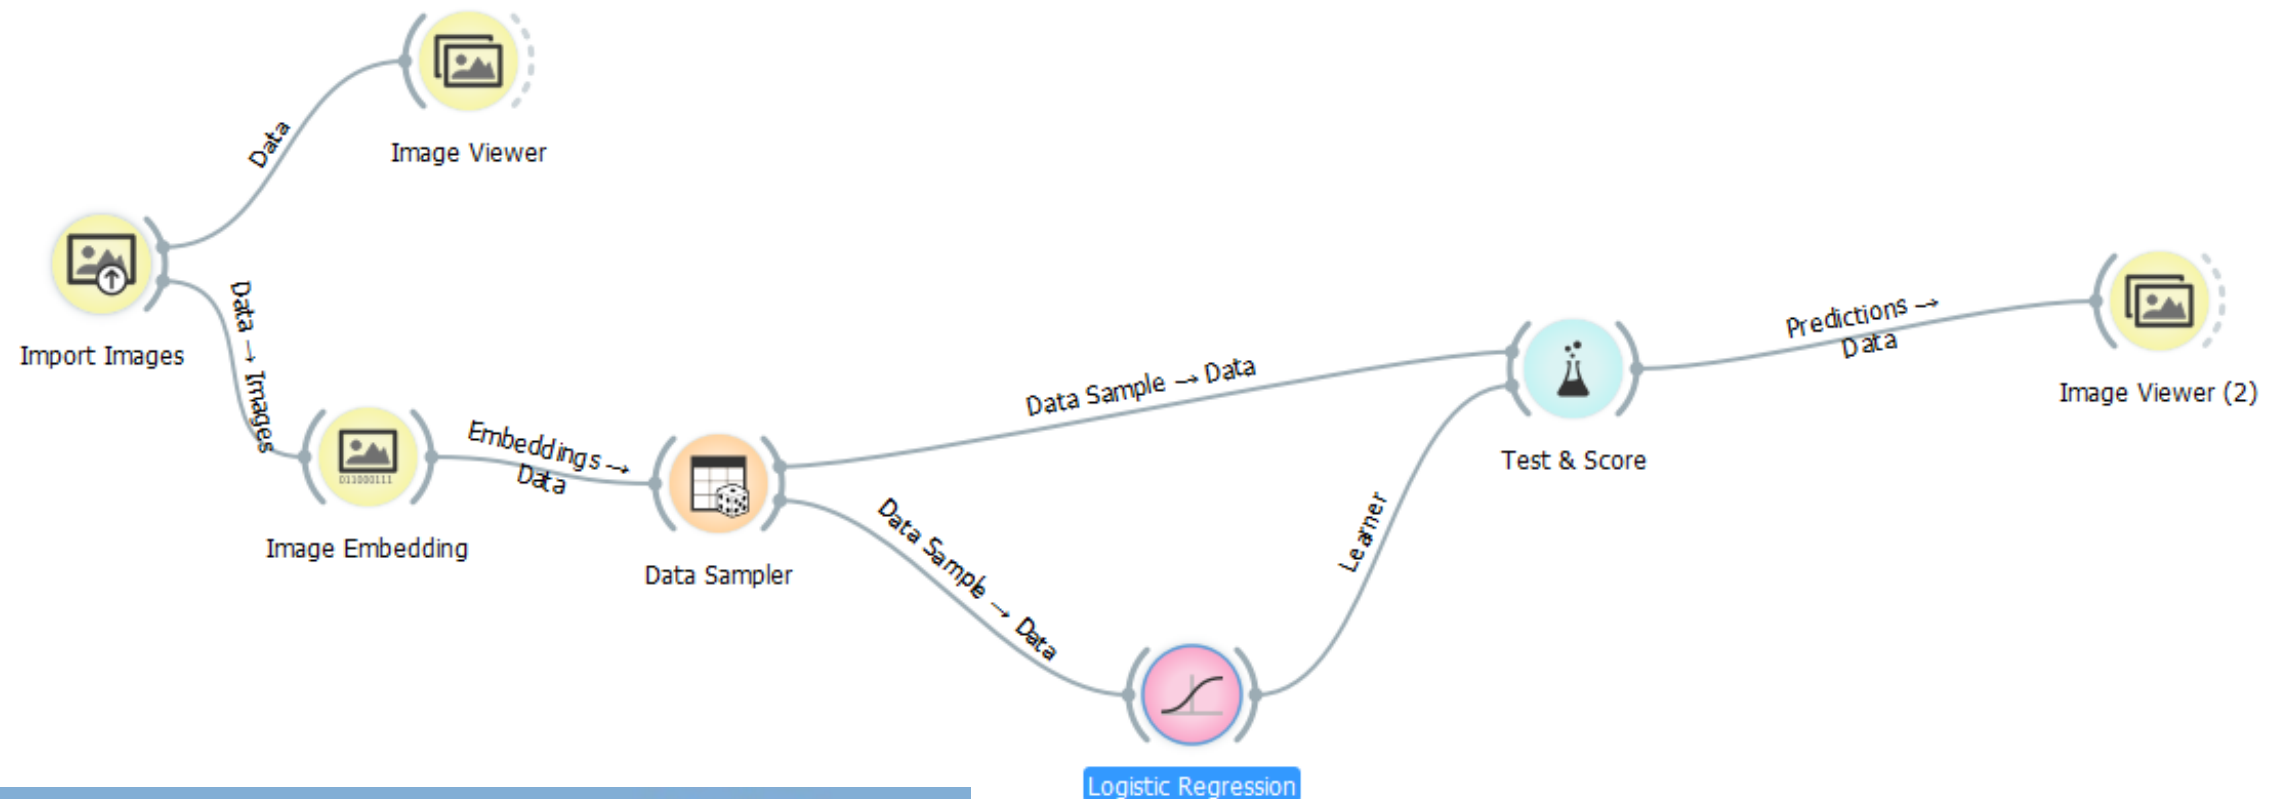 Image Viewer
Data
Import Images
Data → Images
Image Embedding
011000111
Embeddings →
Data
Data Sampler
Data Sample → Data
Data Sample → Data
Logistic Regression
Learner
Test & Score
Predictions →
Data
Image Viewer (2)